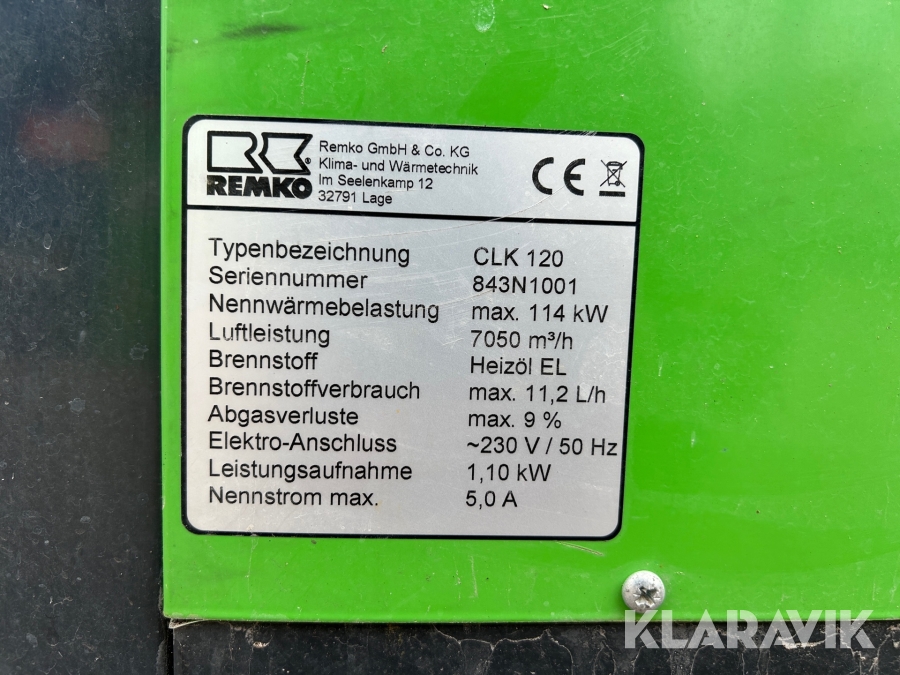 REMKO®
Remko GmbH & Co. KG
Klima- und Wärmetechnik
Im Seelenkamp 12
32791 Lage
CE
Typenbezeichnung CLK 120
Seriennummer 843N1001
Nennwärmebelastung max. 114 kW
Luftleistung 7050 m³/h
Brennstoff Heizöl EL
Brennstoffverbrauch max. 11,2 L/h
Abgasverluste max. 9 %
Elektro-Anschluss ~230 V / 50 Hz
Leistungsaufnahme 1,10 kW
Nennstrom max. 5,0 A
KLARAVIK